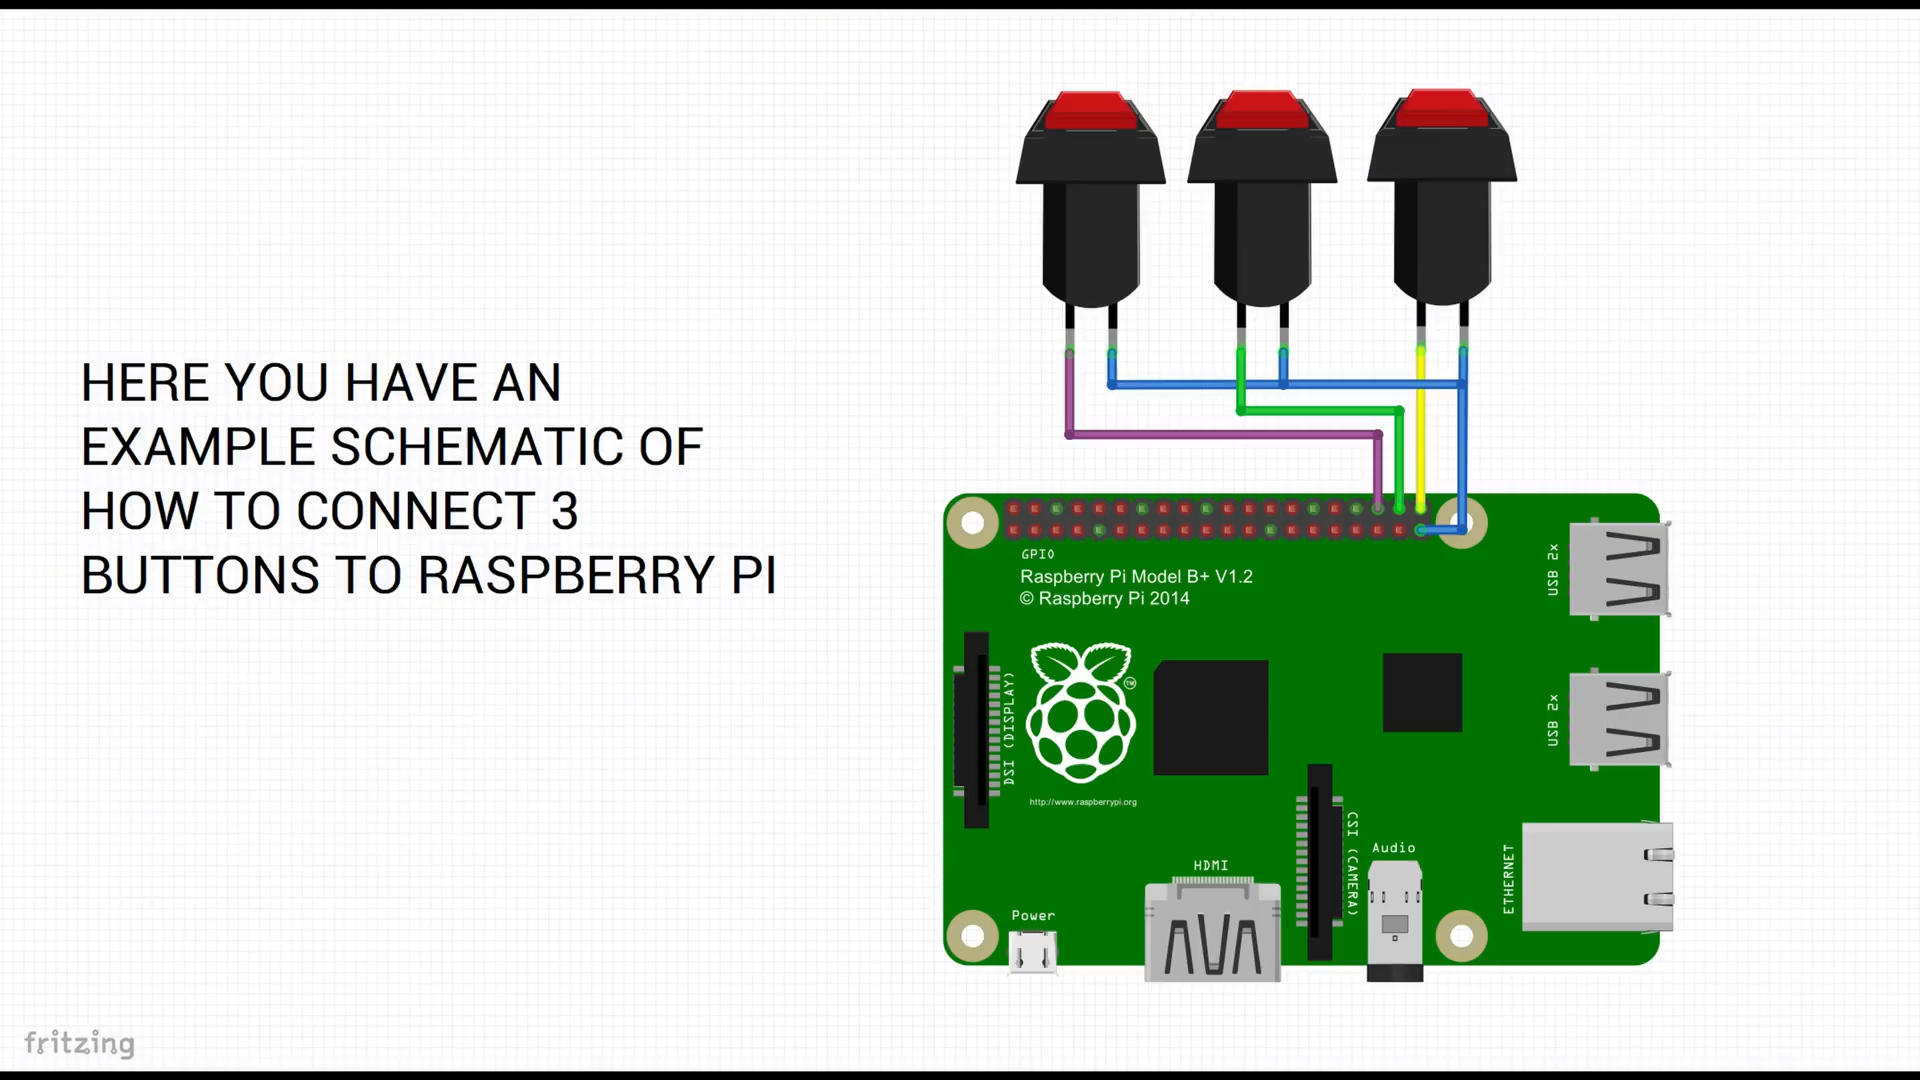 HERE YOU HAVE AN
EXAMPLE SCHEMATIC OF
HOW TO CONNECT 3
BUTTONS TO RASPBERRY PI
GPIO
Raspberry Pi Model B+ V1.2
© Raspberry Pi 2014
USB 2x
DSI (DISPLAY)
TM
USB 2x
http://www.raspberrypi.org
CSI (CAMERA)
Audio
HDMI
ETHERNET
Power
fritzing